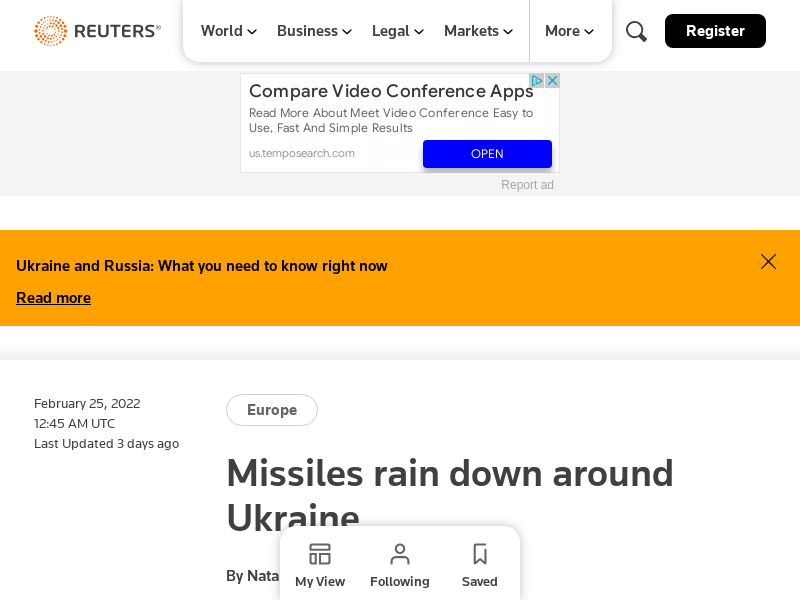 REUTERS®
World Business Legal Markets More Register
Compare Video Conference Apps
Read More About Meet Video Conference Easy to
Use, Fast And Simple Results
us.temposearch.com OPEN
Report ad
Ukraine and Russia: What you need to know right now
Read more
February 25, 2022
12:45 AM UTC
Last Updated 3 days ago
Europe
Missiles rain down around
Ukraine
By Nata
My View Following Saved